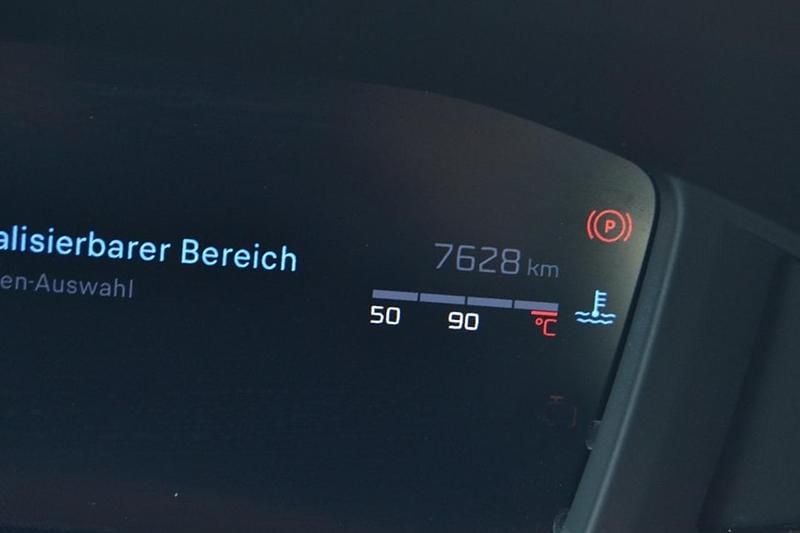 alisierbarer Bereich
en-Auswahl
7628 km
50 90 °C
P